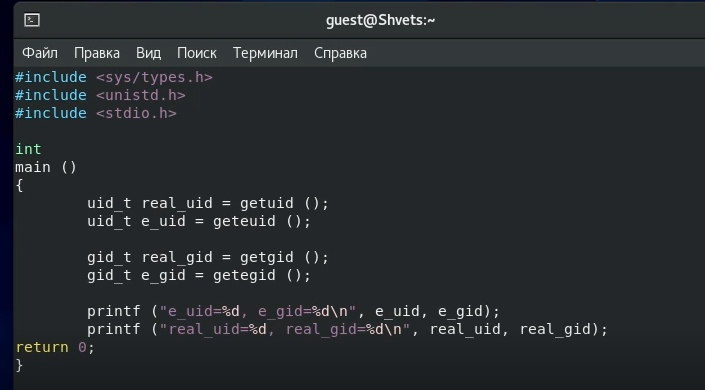 guest@Shvets:~
Файл Правка Вид Поиск Терминал Справка
#include <sys/types.h>
#include <unistd.h>
#include <stdio.h>

int
main ()
{
        uid_t real_uid = getuid ();
        uid_t e_uid = geteuid ();

        gid_t real_gid = getgid ();
        gid_t e_gid = getegid ();

        printf ("e_uid=%d, e_gid=%d\n", e_uid, e_gid);
        printf ("real_uid=%d, real_gid=%d\n", real_uid, real_gid);
return 0;
}